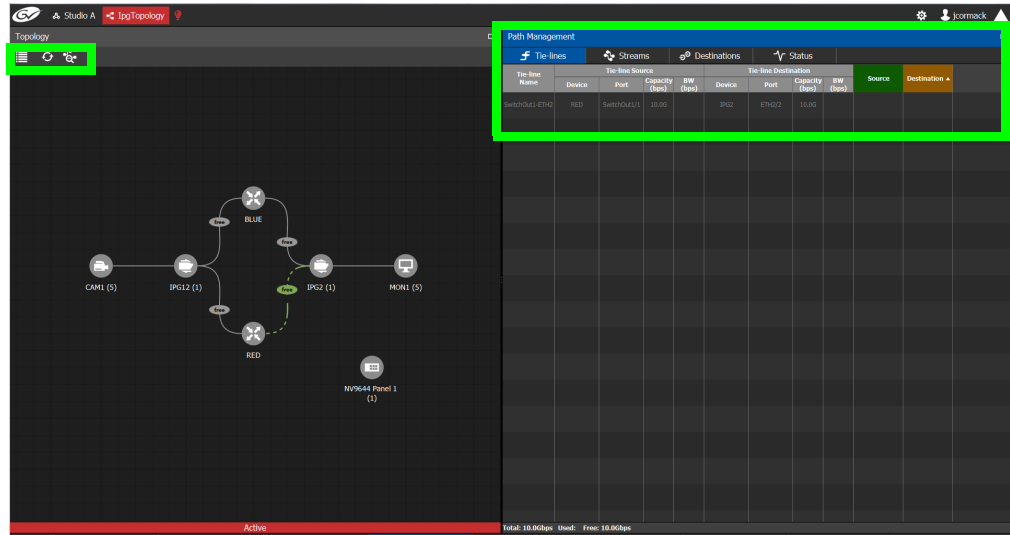 GV Studio A IpgTopology jcormack
Topology
Path Management
Tie-lines Streams Destinations Status
Tie-line Name Tie-line Source Tie-line Destination Source Destination
Device Port Capacity (bps) BW (bps) Device Port Capacity (bps) BW (bps)
SwitchOut1-ETH2 RED SwitchOut1/1 10.0G IPG2 ETH2/2 10.0G
BLUE
free
free
CAM1 (5) IPG12 (1) free IPG2 (1) MON1 (5)
free
RED
NV9644 Panel 1
(1)
Active
Total: 10.0Gbps Used: Free: 10.0Gbps